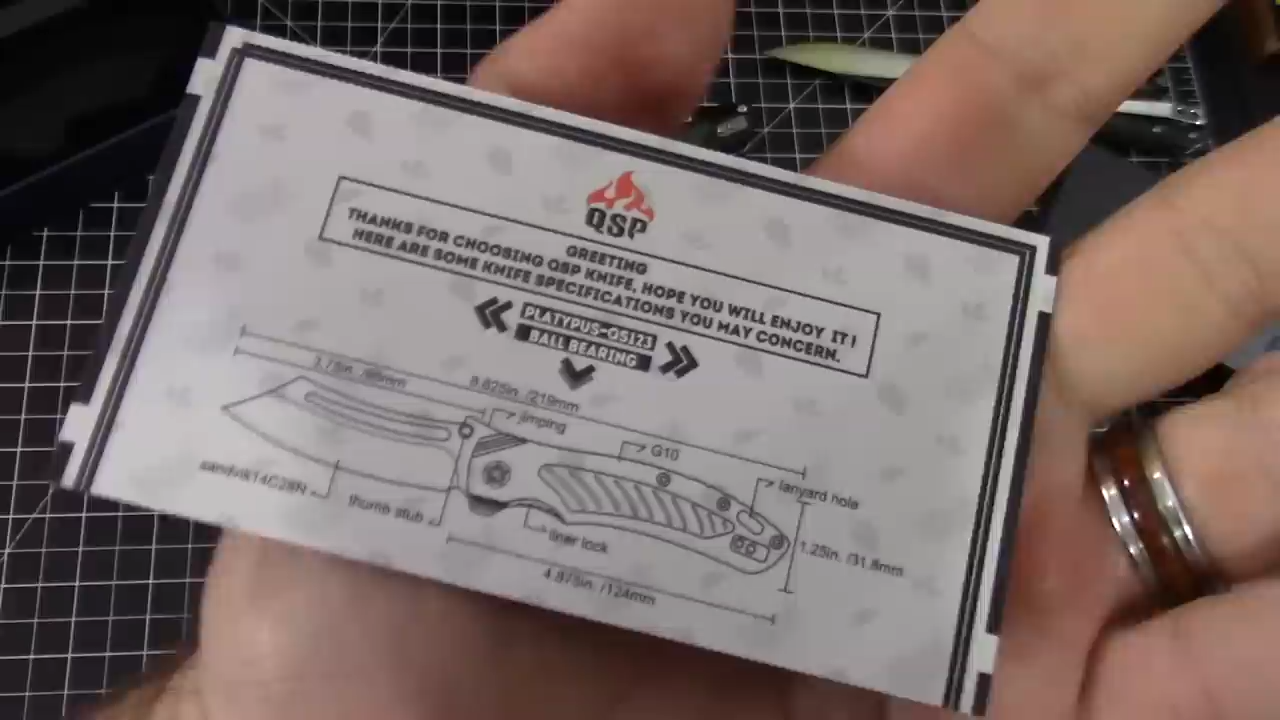 QSP
GREETING
THANKS FOR CHOOSING QSP KNIFE, HOPE YOU WILL ENJOY IT!
HERE ARE SOME KNIFE SPECIFICATIONS YOU MAY CONCERN.
PLATYPUS-QS123
BALL BEARING
8.625in. /219mm
jimping
G10
lanyard hole
sandvik14C28N
thumb stub
liner lock
1.25in. /31.8mm
4.875in. /124mm